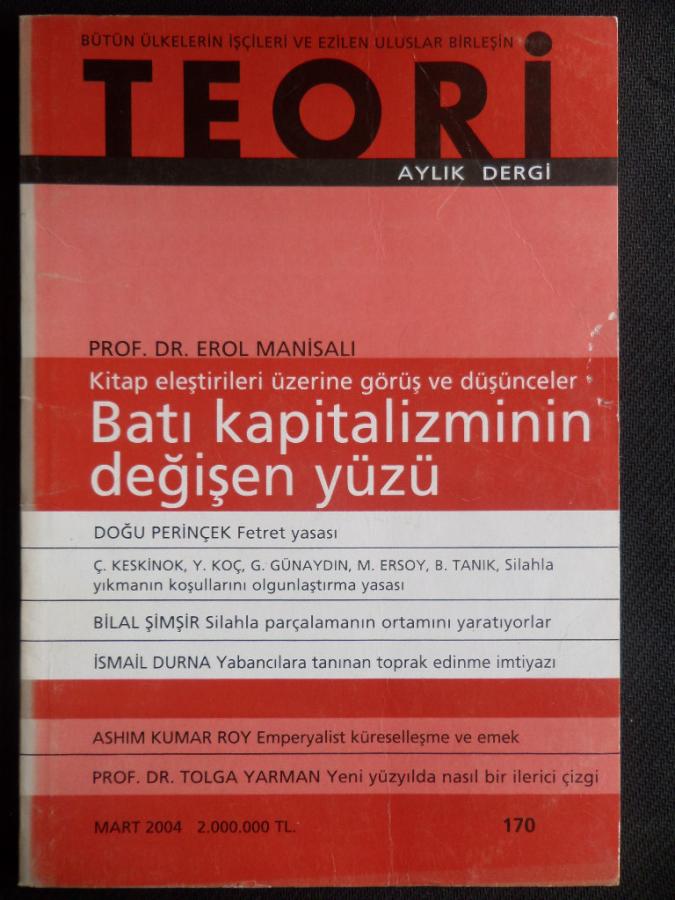 BÜTÜN ÜLKELERİN İŞÇİLERİ VE EZİLEN ULUSLAR BİRLEŞİN
TEORİ
AYLIK DERGİ
PROF. DR. EROL MANİSALI
Kitap eleştirileri üzerine görüş ve düşünceler
Batı kapitalizminin
değişen yüzü
DOĞU PERİNÇEK Fetret yasası
Ç. KESKİNOK, Y. KOÇ, G. GÜNAYDIN, M. ERSOY, B. TANIK, Silahla
yıkmanın koşullarını olgunlaştırma yasası
BİLAL ŞİMŞİR Silahla parçalamanın ortamını yaratıyorlar
İSMAİL DURNA Yabancılara tanınan toprak edinme imtiyazı
ASHIM KUMAR ROY Emperyalist küreselleşme ve emek
PROF. DR. TOLGA YARMAN Yeni yüzyılda nasıl bir ilerici çizgi
MART 2004 2.000.000 TL. 170